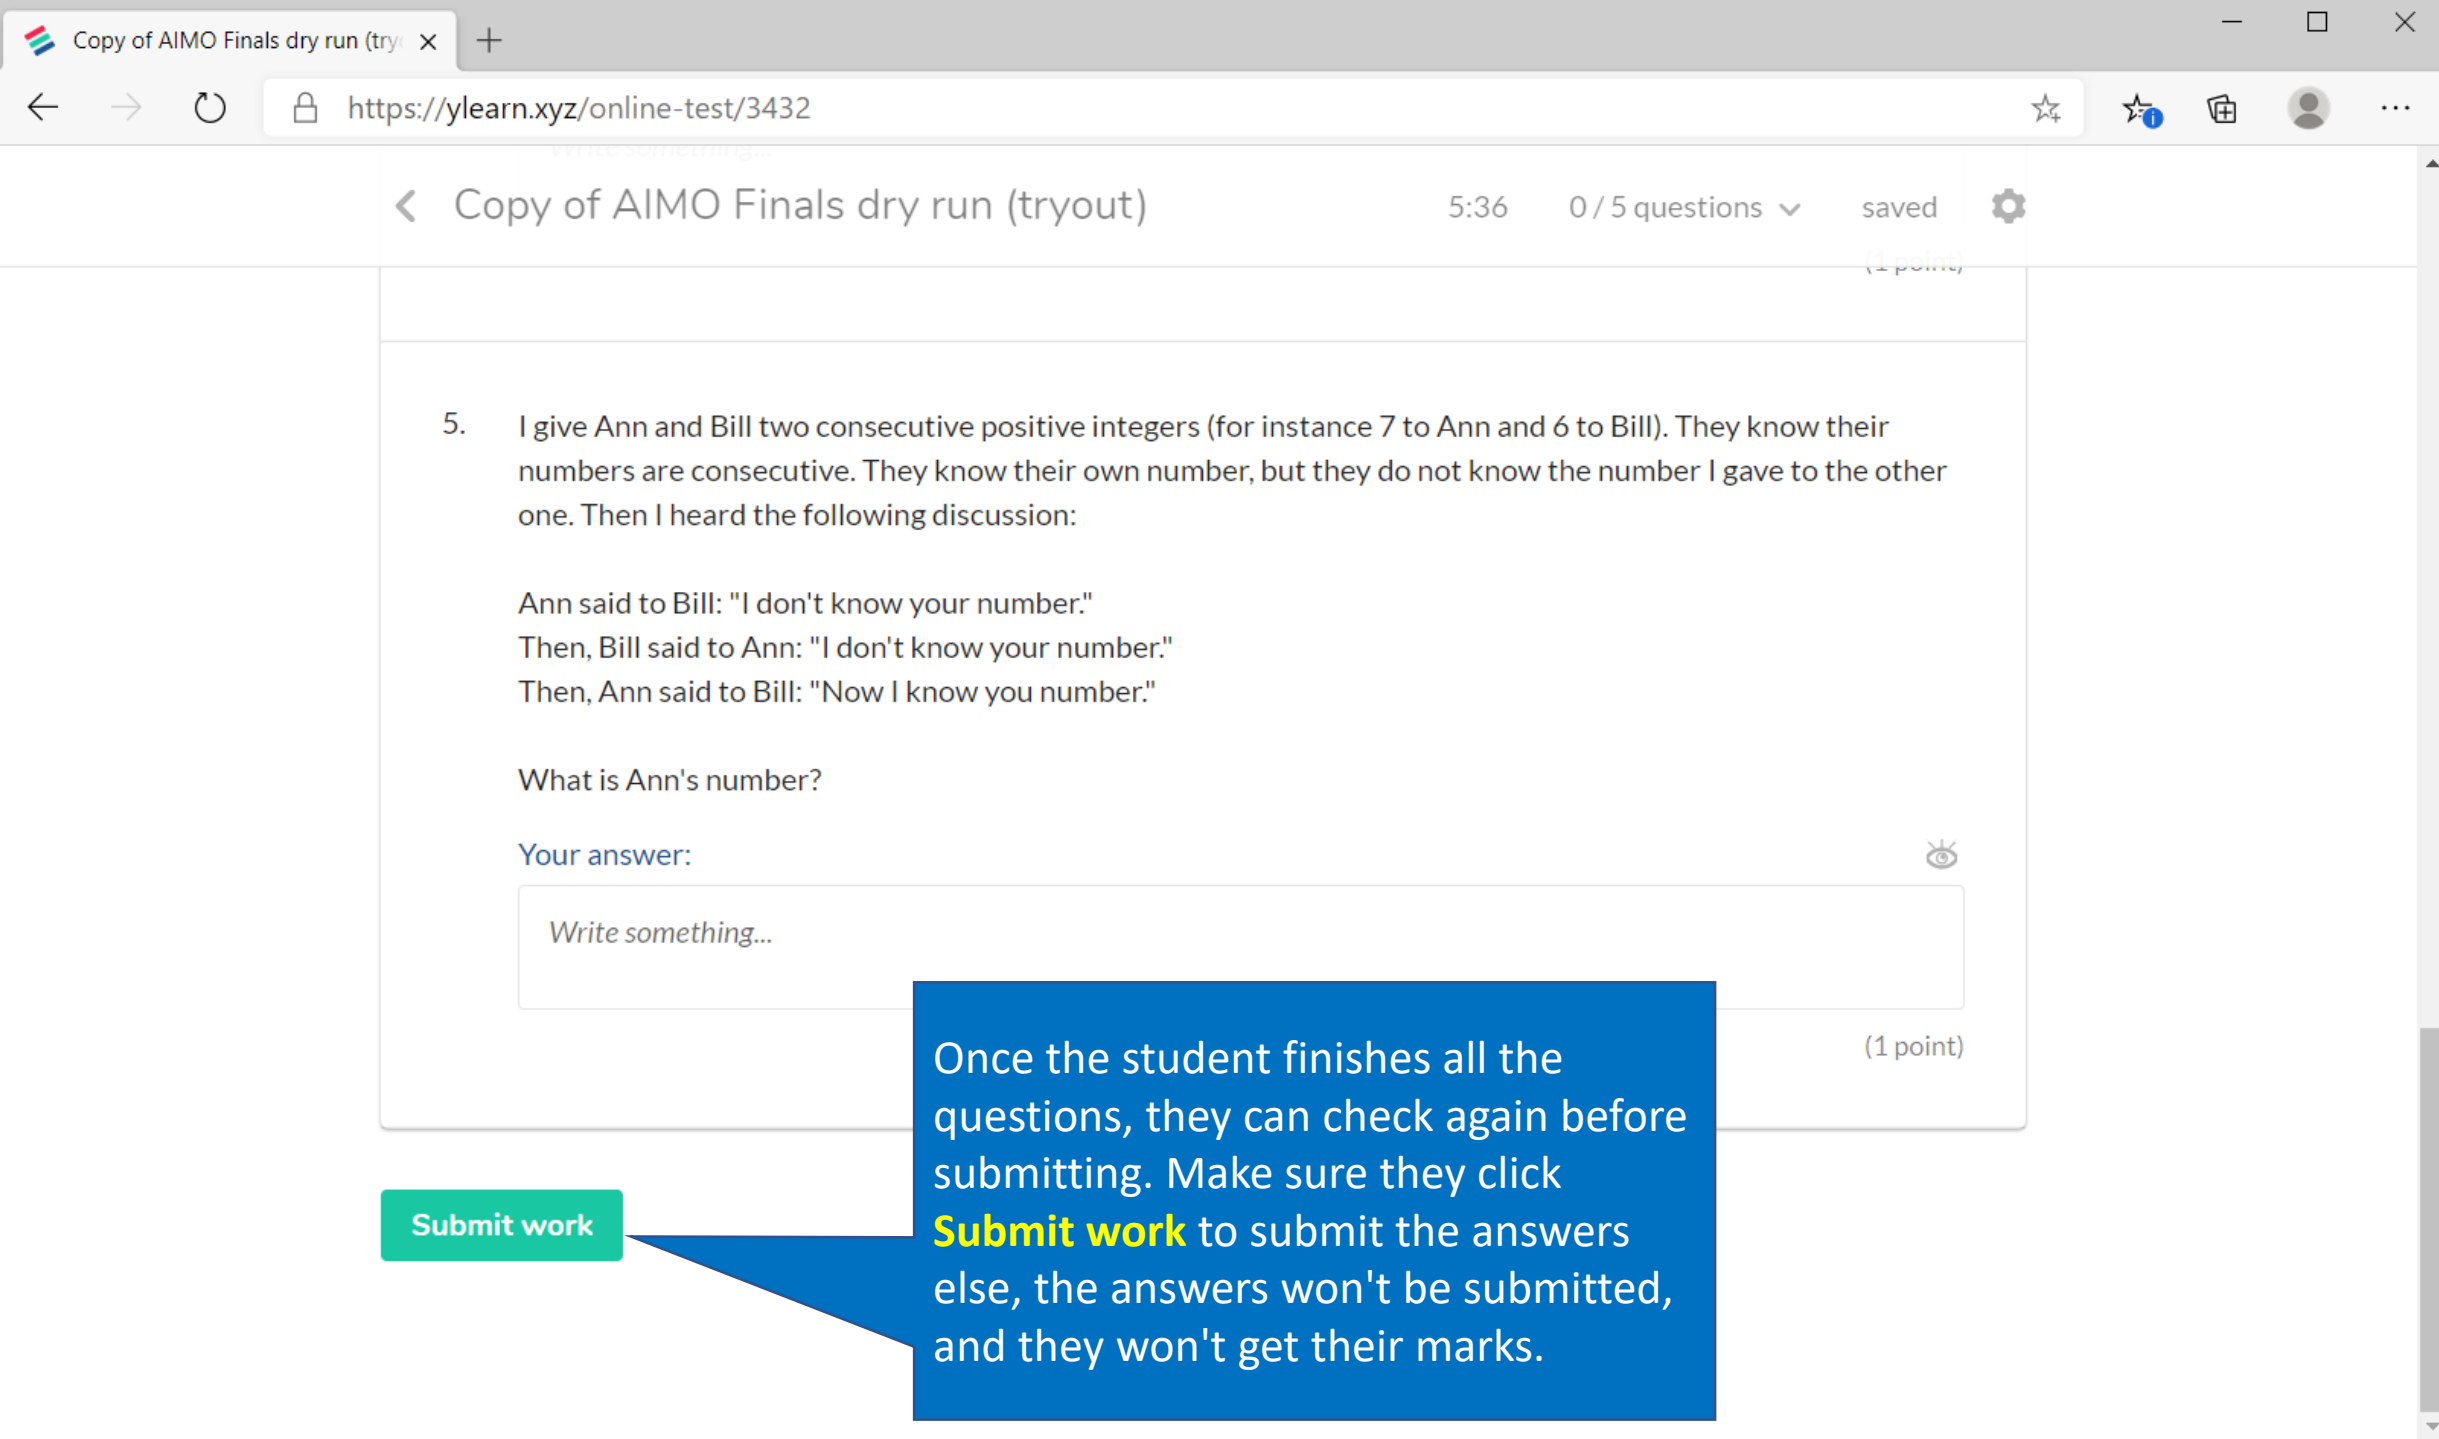 Copy of AIMO Finals dry run (try
https://ylearn.xyz/online-test/3432
Write something...
Copy of AIMO Finals dry run (tryout)
5:36
0 / 5 questions
saved
(1 point)
5.
I give Ann and Bill two consecutive positive integers (for instance 7 to Ann and 6 to Bill). They know their
numbers are consecutive. They know their own number, but they do not know the number I gave to the other
one. Then I heard the following discussion:
Ann said to Bill: "I don't know your number."
Then, Bill said to Ann: "I don't know your number."
Then, Ann said to Bill: "Now I know you number."
What is Ann's number?
Your answer:
Write something...
(1 point)
Submit work
Once the student finishes all the
questions, they can check again before
submitting. Make sure they click
Submit work to submit the answers
else, the answers won't be submitted,
and they won't get their marks.